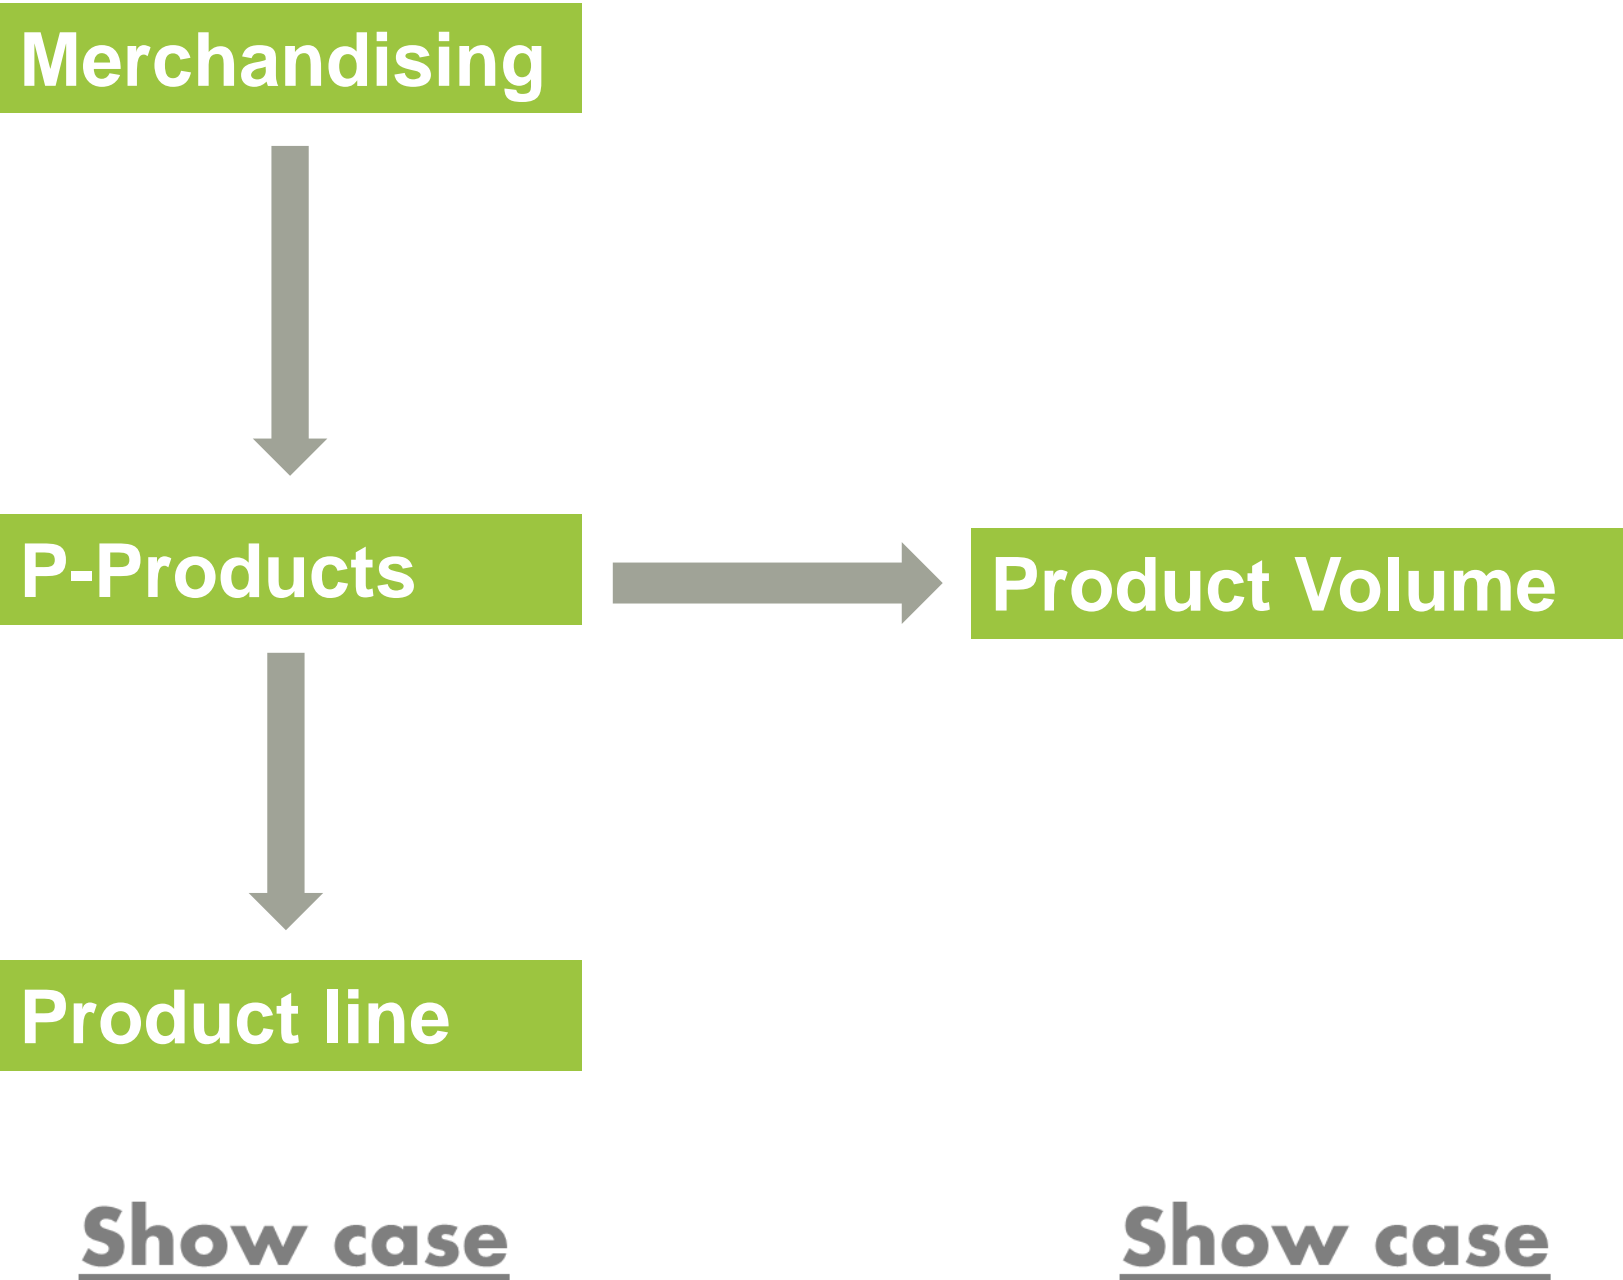 Merchandising
P-Products
Product Volume
Product line
Show case
Show case